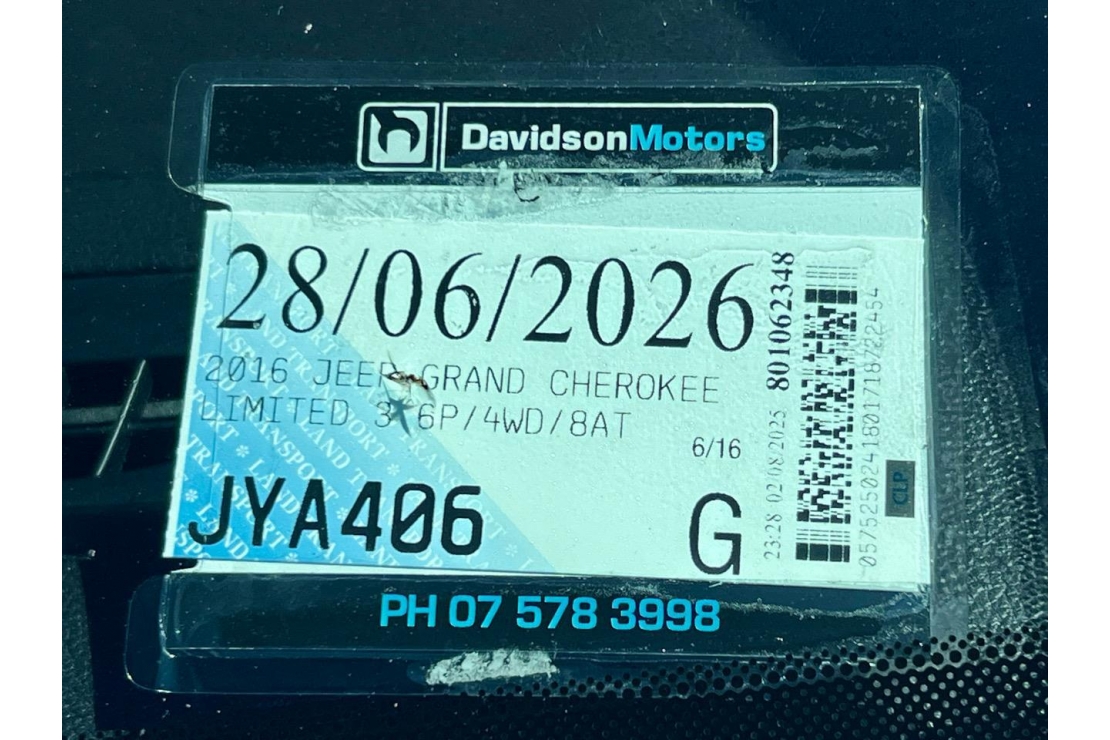 DavidsonMotors
28/06/2026
2016 JEEP GRAND CHEROKEE
LIMITED 3.6P/4WD/8AT
6/16
JYA406
G
23:28 02/08/2025 801062348
0575250241801718722454
CLP
PH 07 578 3998